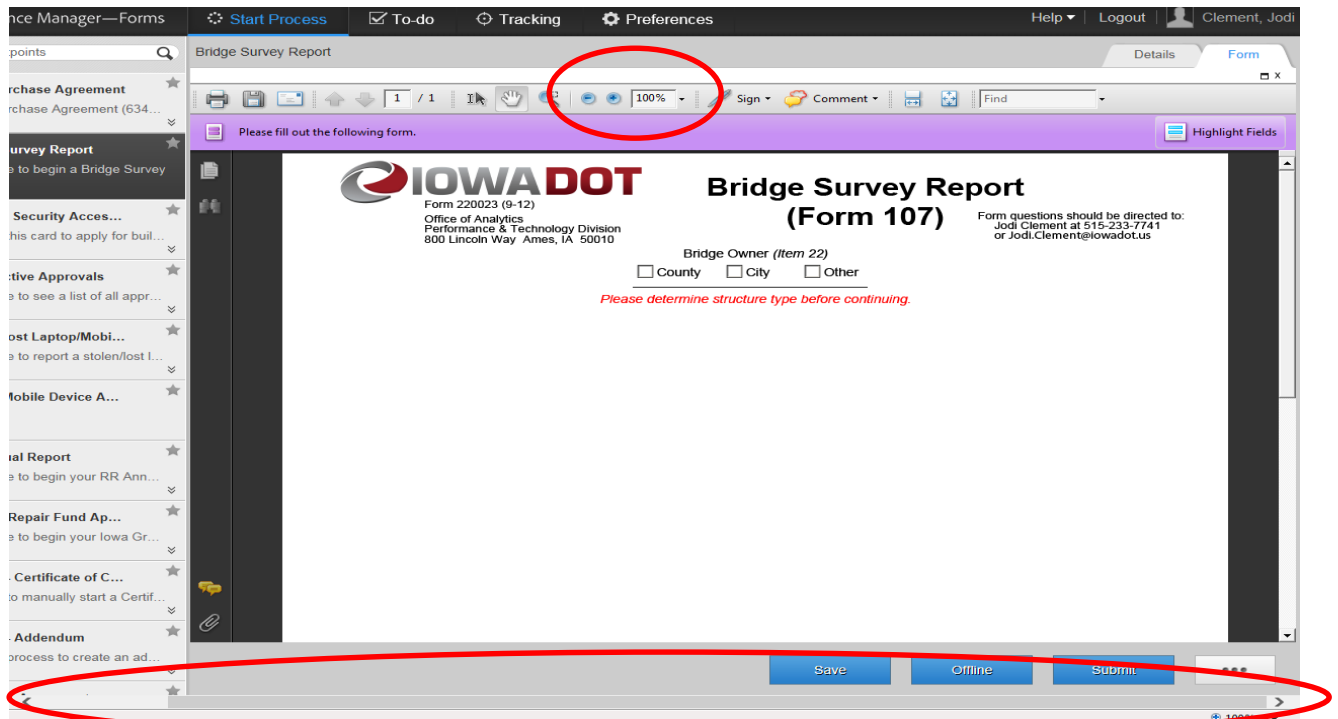 nce Manager—Forms
Start Process
To-do
Tracking
Preferences
Help
Logout
Clement, Jodi
Bridge Survey Report
Details
Form
X
1 / 1
100%
Sign
Comment
Find
Please fill out the following form.
Highlight Fields
points
rchase Agreement
rchase Agreement (634...
urvey Report
e to begin a Bridge Survey
Security Acces...
his card to apply for buil...
ctive Approvals
e to see a list of all appr...
ost Laptop/Mobi...
e to report a stolen/lost l...
Mobile Device A...
ual Report
e to begin your RR Ann...
Repair Fund Ap...
e to begin your Iowa Gr...
Certificate of C...
to manually start a Certif...
Addendum
process to create an ad...
IOWADOT
Form 220023 (9-12)
Office of Analytics
Performance & Technology Division
800 Lincoln Way Ames, IA 50010
Bridge Survey Report
(Form 107)
Form questions should be directed to:
Jodi Clement at 515-233-7741
or Jodi.Clement@iowadot.us
Bridge Owner (Item 22)
County City Other
Please determine structure type before continuing.
Save
Offline
Submit